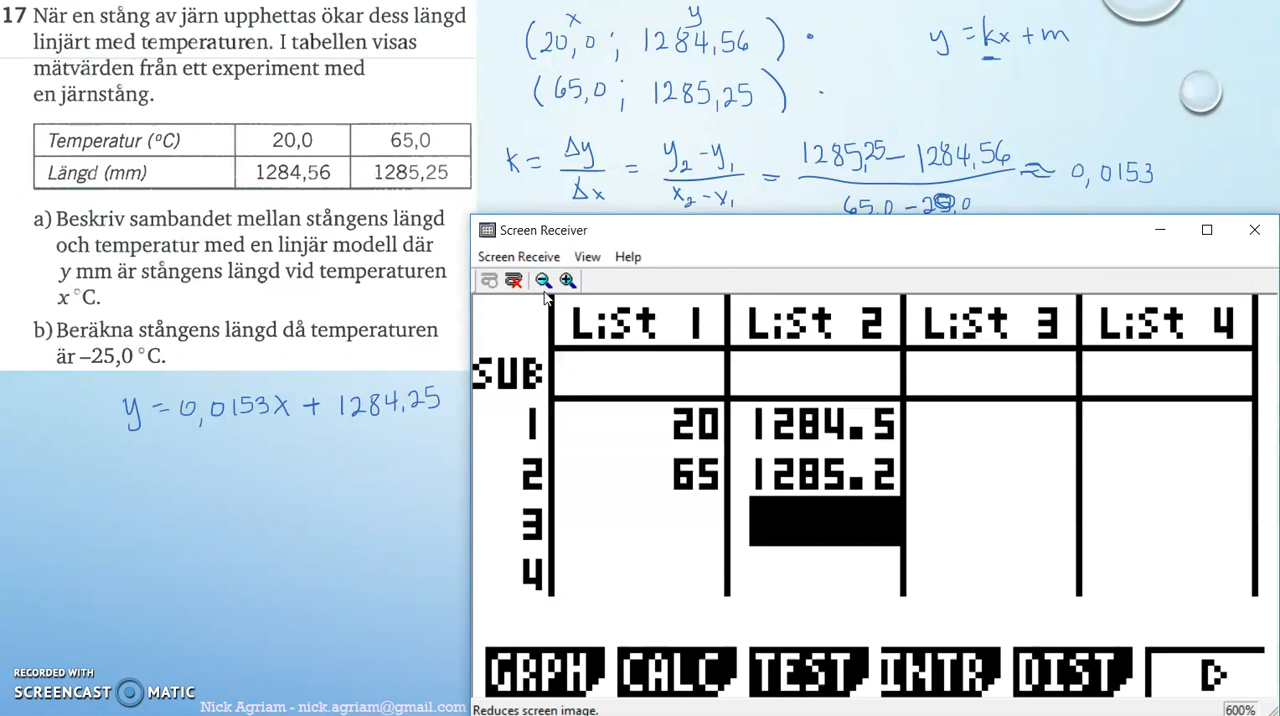 17 När en stång av järn upphettas ökar dess längd
linjärt med temperaturen. I tabellen visas
mätvärden från ett experiment med
en järnstång.
Temperatur (°C) 20,0 65,0
Längd (mm) 1284,56 1285,25
a) Beskriv sambandet mellan stångens längd
och temperatur med en linjär modell där
y mm är stångens längd vid temperaturen
x °C.
b) Beräkna stångens längd då temperaturen
är –25,0 °C.
y = 0,0153x + 1284,25
x y
(20,0 ; 1284,56)
y = kx + m
(65,0 ; 1285,25)
k = Δy/Δx = (y₂ - y₁)/(x₂ - x₁) = (1285,25 - 1284,56)/(65,0 - 20,0) ≈ 0,0153
Screen Receiver
Screen Receive View Help
LiSt 1 LiSt 2 LiSt 3 LiSt 4
SUB
1 20 1284.5
2 65 1285.2
3
4
GRPH CALC TEST INTR DIST
Reduces screen image. 600%
RECORDED WITH
SCREENCAST MATIC
Nick Agriam - nick.agriam@gmail.com